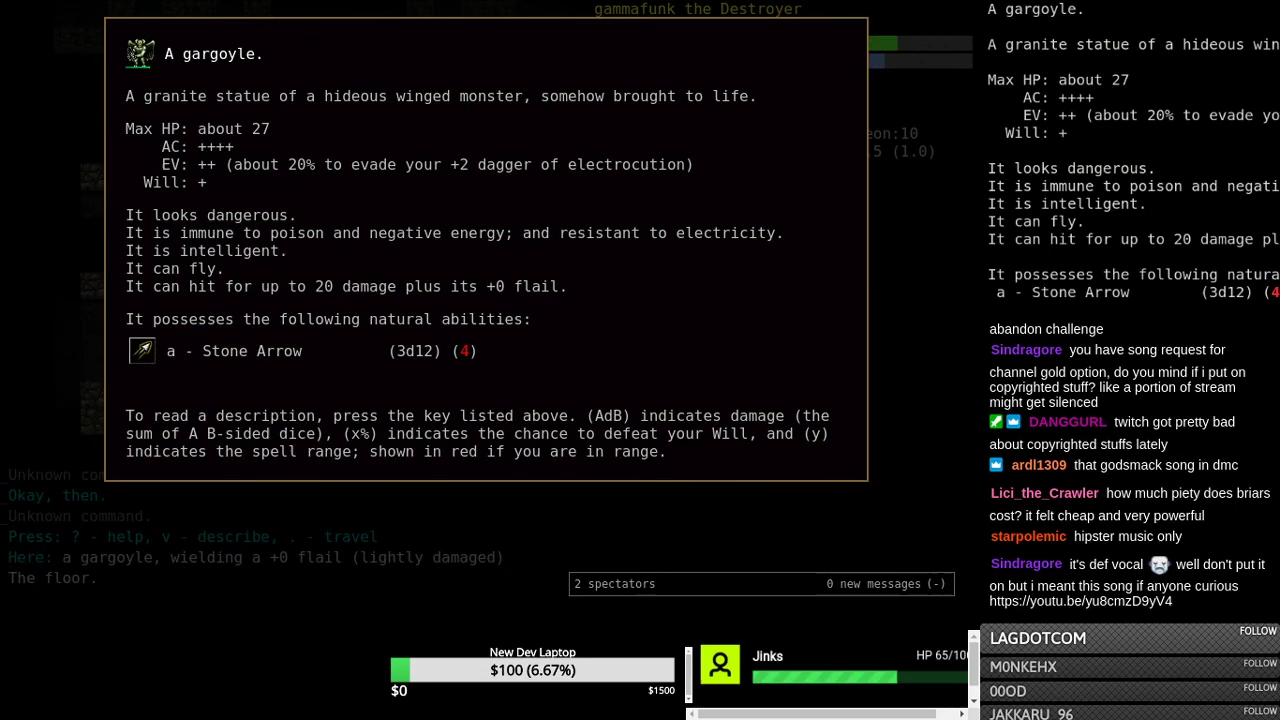 gammafunk the Destroyer
A gargoyle.
A granite statue of a hideous winged monster, somehow brought to life.
Max HP: about 27
AC: ++++
EV: ++ (about 20% to evade your +2 dagger of electrocution)
Will: +
It looks dangerous.
It is immune to poison and negative energy; and resistant to electricity.
It is intelligent.
It can fly.
It can hit for up to 20 damage plus its +0 flail.
It possesses the following natural abilities:
a - Stone Arrow (3d12) (4)
To read a description, press the key listed above. (AdB) indicates damage (the
sum of A B-sided dice), (x%) indicates the chance to defeat your Will, and (y)
indicates the spell range; shown in red if you are in range.
eon:10
.5 (1.0)
_Unknown com
Okay, then.
_Unknown command.
Press: ? - help, v - describe, . - travel
Here: a gargoyle, wielding a +0 flail (lightly damaged)
The floor.
2 spectators 0 new messages (-)
New Dev Laptop
$100 (6.67%)
$0 $1500
Jinks HP 65/100
A gargoyle.
A granite statue of a hideous win
Max HP: about 27
AC: ++++
EV: ++ (about 20% to evade yo
Will: +
It looks dangerous.
It is immune to poison and negati
It is intelligent.
It can fly.
It can hit for up to 20 damage pl
It possesses the following natura
a - Stone Arrow (3d12) (4
abandon challenge
Sindragore you have song request for
channel gold option, do you mind if i put on
copyrighted stuff? like a portion of stream
might get silenced
DANGGURL twitch got pretty bad
about copyrighted stuffs lately
ardl1309 that godsmack song in dmc
Lici_the_Crawler how much piety does briars
cost? it felt cheap and very powerful
starpolemic hipster music only
Sindragore it's def vocal well don't put it
on but i meant this song if anyone curious
https://youtu.be/yu8cmzD9yV4
LAGDOTCOM FOLLOW
M0NKEHX FOLLOW
00OD FOLLOW
JAKKARU_96 FOLLOW